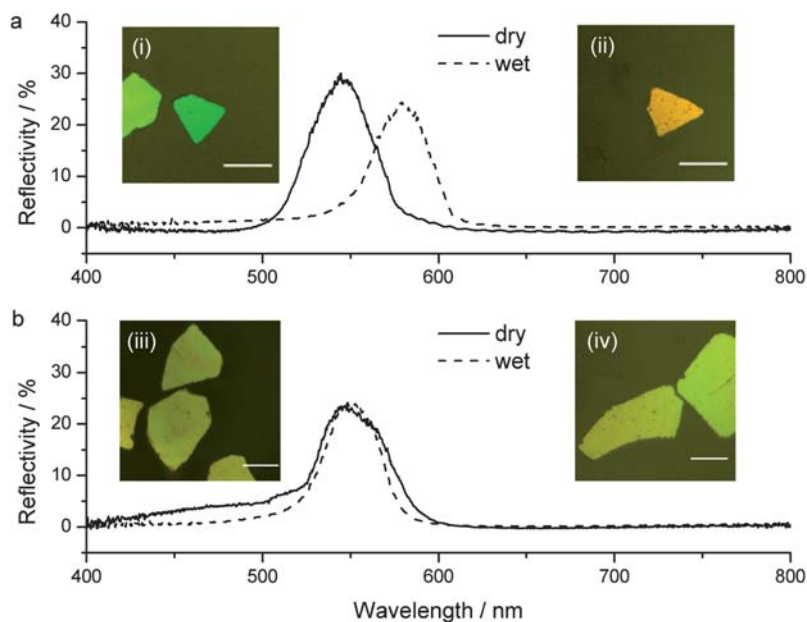 a
40
30
20
10
0
Reflectivity / %
(i)
dry
wet
(ii)
400
500
600
700
800
b
40
30
20
10
0
Reflectivity / %
(iii)
dry
wet
(iv)
400
500
600
700
800
Wavelength / nm